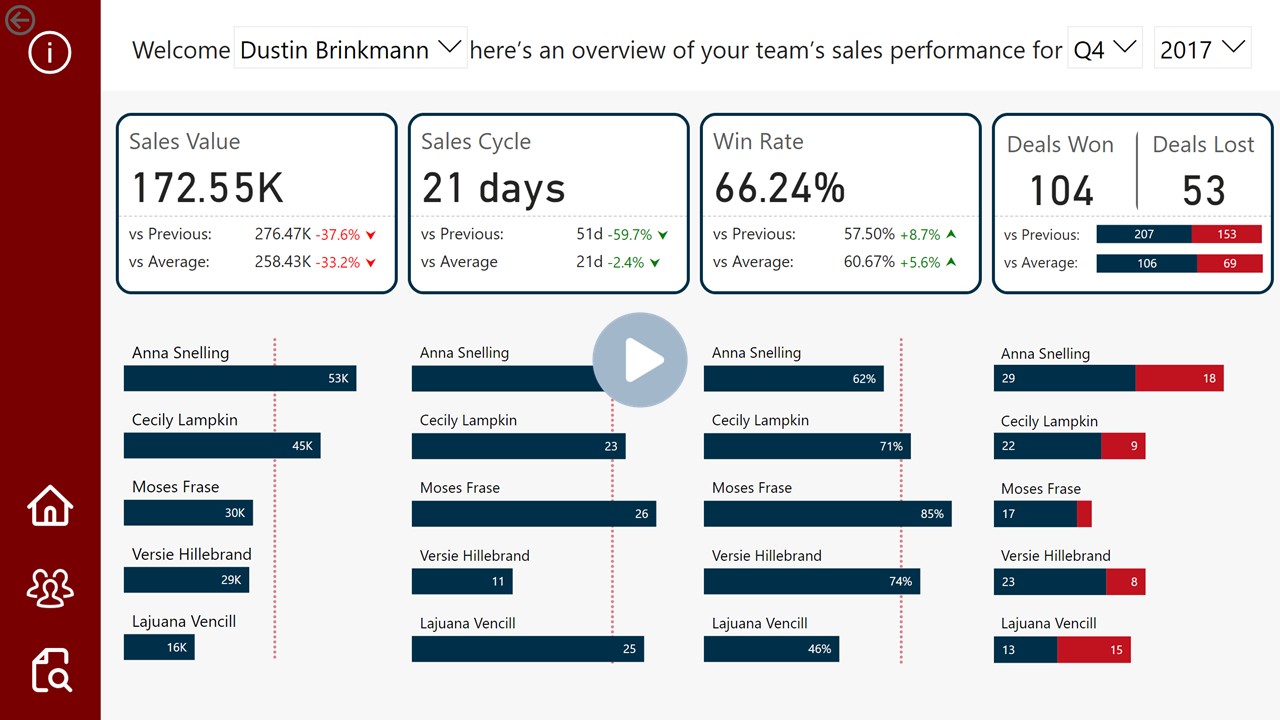 Welcome Dustin Brinkmann here's an overview of your team's sales performance for Q4 2017
Sales Value
172.55K
vs Previous: 276.47K -37.6%
vs Average: 258.43K -33.2%
Sales Cycle
21 days
vs Previous: 51d -59.7%
vs Average 21d -2.4%
Win Rate
66.24%
vs Previous: 57.50% +8.7%
vs Average: 60.67% +5.6%
Deals Won Deals Lost
104 53
vs Previous: 207 153
vs Average: 106 69
Anna Snelling
53K
Cecily Lampkin
45K
Moses Frase
30K
Versie Hillebrand
29K
Lajuana Vencill
16K
Anna Snelling
Cecily Lampkin
23
Moses Frase
26
Versie Hillebrand
11
Lajuana Vencill
25
Anna Snelling
62%
Cecily Lampkin
71%
Moses Frase
85%
Versie Hillebrand
74%
Lajuana Vencill
46%
Anna Snelling
29 18
Cecily Lampkin
22 9
Moses Frase
17
Versie Hillebrand
23 8
Lajuana Vencill
13 15